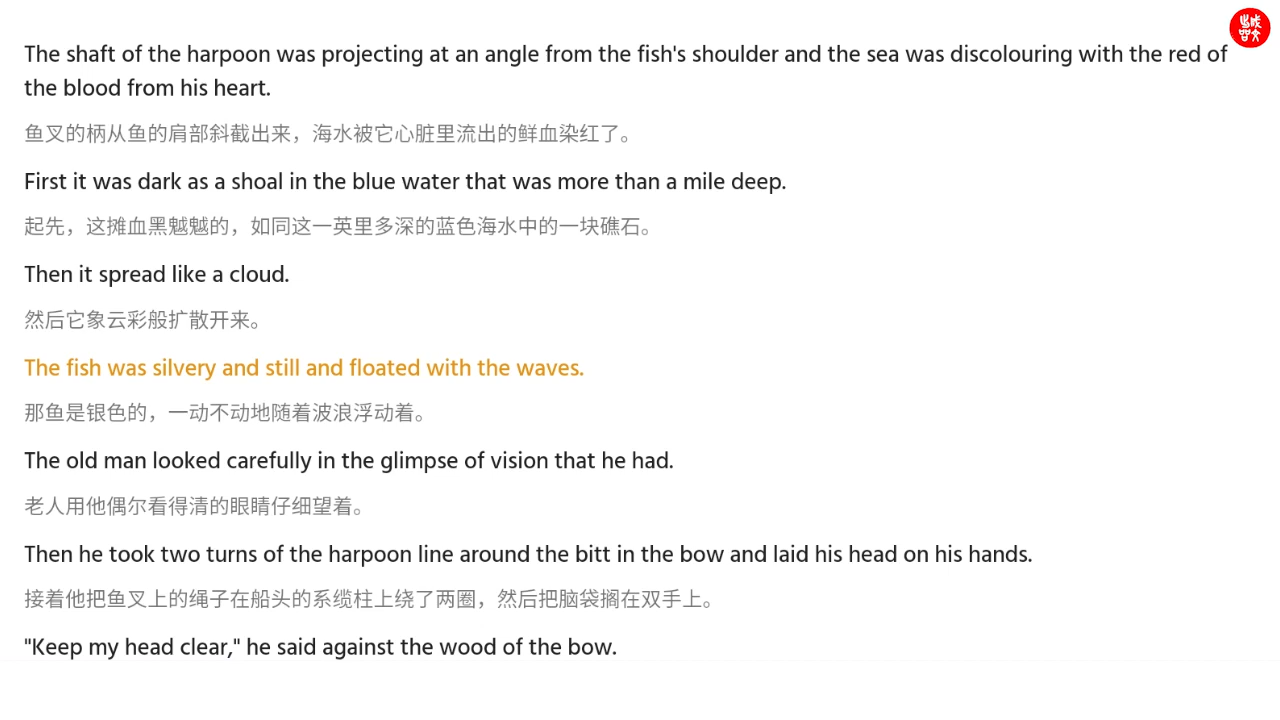 The shaft of the harpoon was projecting at an angle from the fish's shoulder and the sea was discolouring with the red of
the blood from his heart.
鱼叉的柄从鱼的肩部斜截出来，海水被它心脏里流出的鲜血染红了。
First it was dark as a shoal in the blue water that was more than a mile deep.
起先，这摊血黑魆魆的，如同这一英里多深的蓝色海水中的一块礁石。
Then it spread like a cloud.
然后它象云彩般扩散开来。
The fish was silvery and still and floated with the waves.
那鱼是银色的，一动不动地随着波浪浮动着。
The old man looked carefully in the glimpse of vision that he had.
老人用他偶尔看得清的眼睛仔细望着。
Then he took two turns of the harpoon line around the bitt in the bow and laid his head on his hands.
接着他把鱼叉上的绳子在船头的系缆柱上绕了两圈，然后把脑袋搁在双手上。
"Keep my head clear," he said against the wood of the bow.